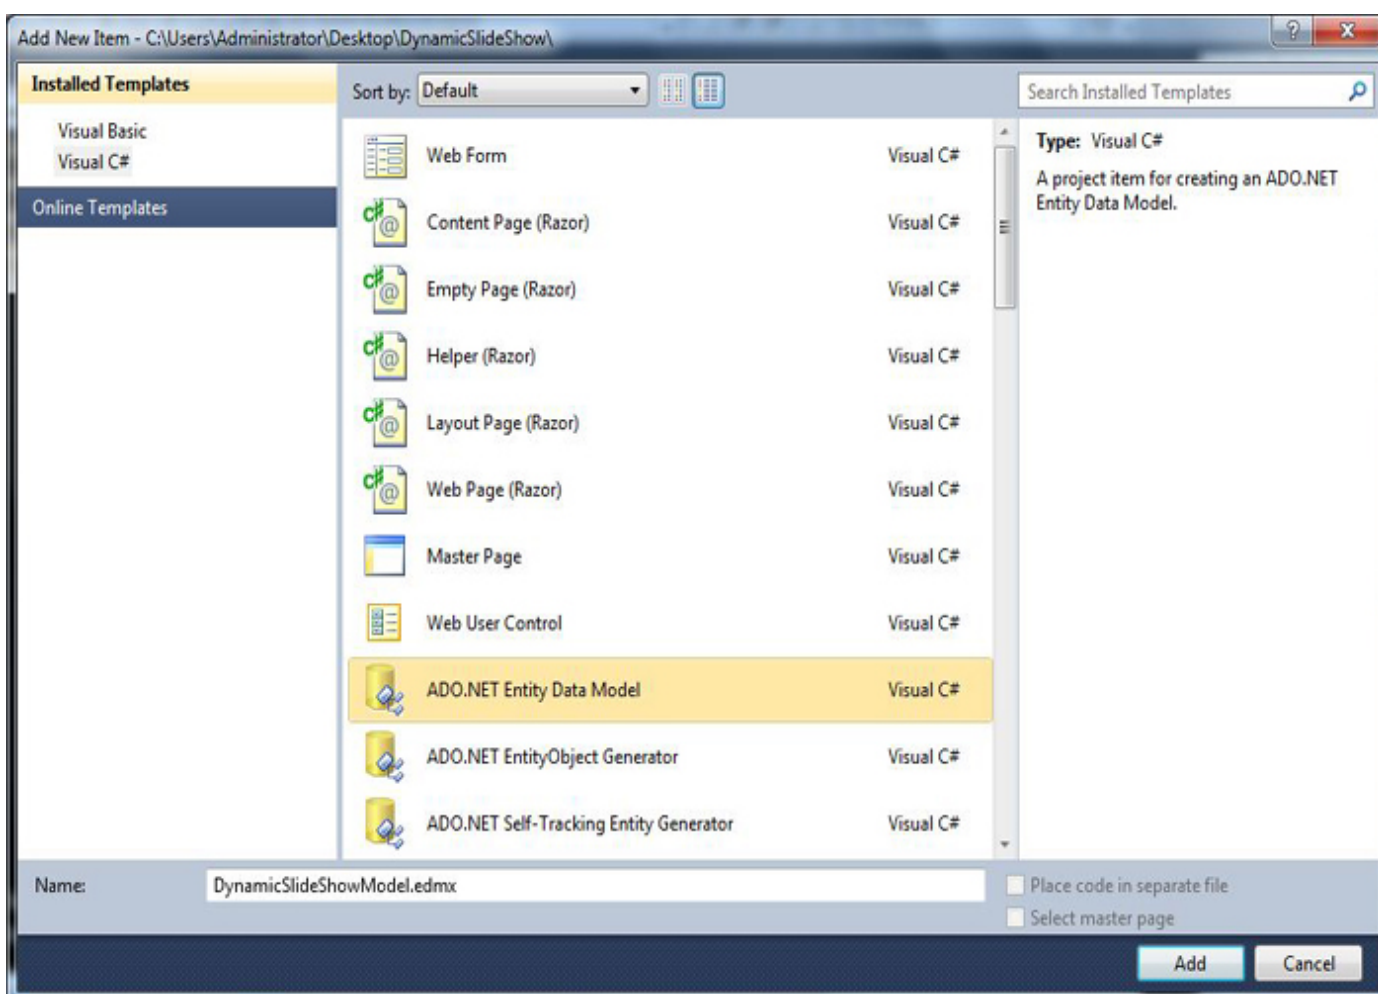 Add New Item - C:\Users\Administrator\Desktop\DynamicSlideShow\
Installed Templates
Visual Basic
Visual C#
Online Templates
Sort by: Default
Search Installed Templates
Web Form Visual C#
Content Page (Razor) Visual C#
Empty Page (Razor) Visual C#
Helper (Razor) Visual C#
Layout Page (Razor) Visual C#
Web Page (Razor) Visual C#
Master Page Visual C#
Web User Control Visual C#
ADO.NET Entity Data Model Visual C#
ADO.NET EntityObject Generator Visual C#
ADO.NET Self-Tracking Entity Generator Visual C#
Type: Visual C#
A project item for creating an ADO.NET
Entity Data Model.
Name: DynamicSlideShowModel.edmx
Place code in separate file
Select master page
Add Cancel